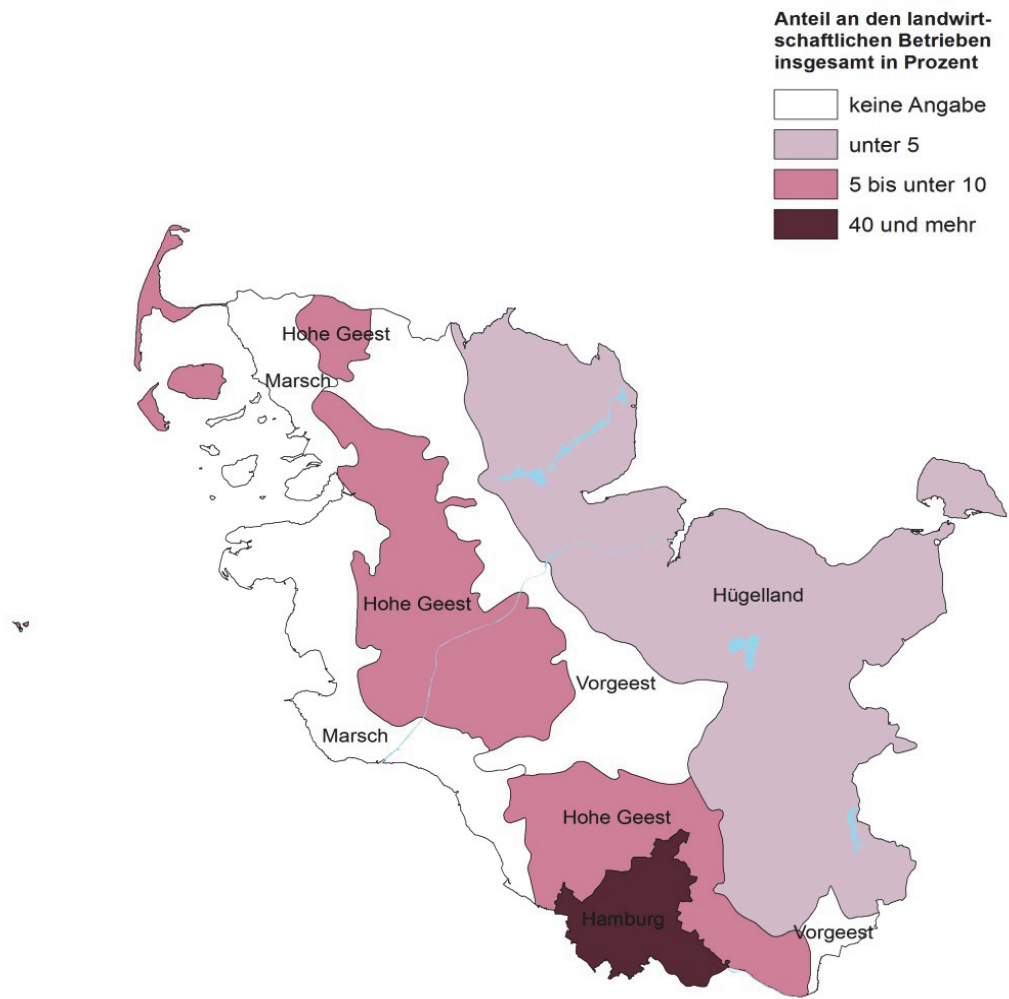 Anteil an den landwirt-
schaftlichen Betrieben
insgesamt in Prozent
keine Angabe
unter 5
5 bis unter 10
40 und mehr
Hohe Geest
Marsch
Hügelland
Hohe Geest
Vorgeest
Marsch
Hohe Geest
Hamburg
Vorgeest